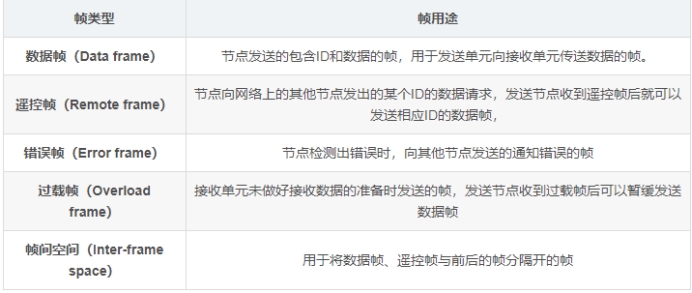 帧类型
帧用途
数据帧（Data frame）
节点发送的包含ID和数据的帧，用于发送单元向接收单元传送数据的帧。
遥控帧（Remote frame）
节点向网络上的其他节点发出的某个ID的数据请求，发送节点收到遥控帧后就可以
发送相应ID的数据帧，
错误帧（Error frame）
节点检测出错误时，向其他节点发送的通知错误的帧
过载帧（Overload
frame）
接收单元未做好接收数据的准备时发送的帧，发送节点收到过载帧后可以暂缓发送
数据帧
帧间空间（Inter-frame
space）
用于将数据帧、遥控帧与前后的帧分隔开的帧